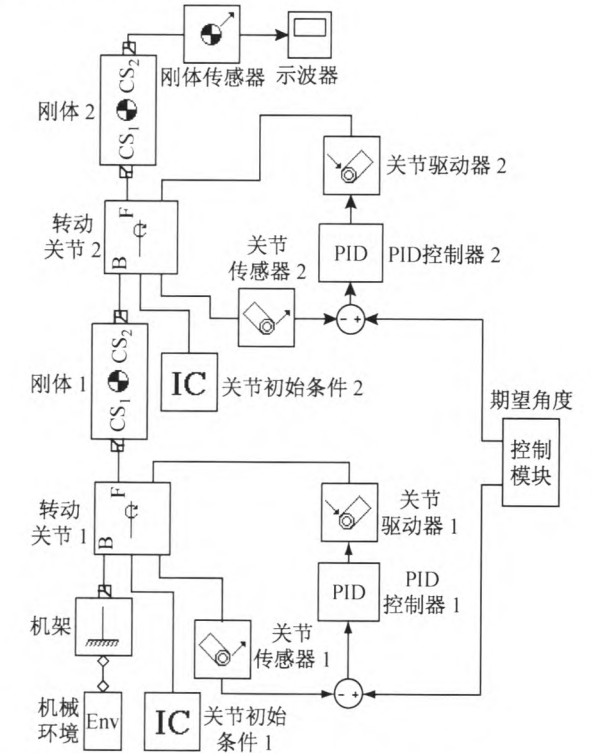 刚体传感器
示波器
刚体 2
CS2
CS1
关节驱动器 2
转动
关节 2
F
B
关节
传感器 2
PID
PID控制器 2
- +
刚体 1
CS2
CS1
IC
关节初始条件 2
期望角度
控制
模块
转动
关节 1
F
B
关节
驱动器 1
PID
PID
控制器 1
机架
关节
传感器 1
- +
机械
环境
Env
IC
关节初始
条件 1